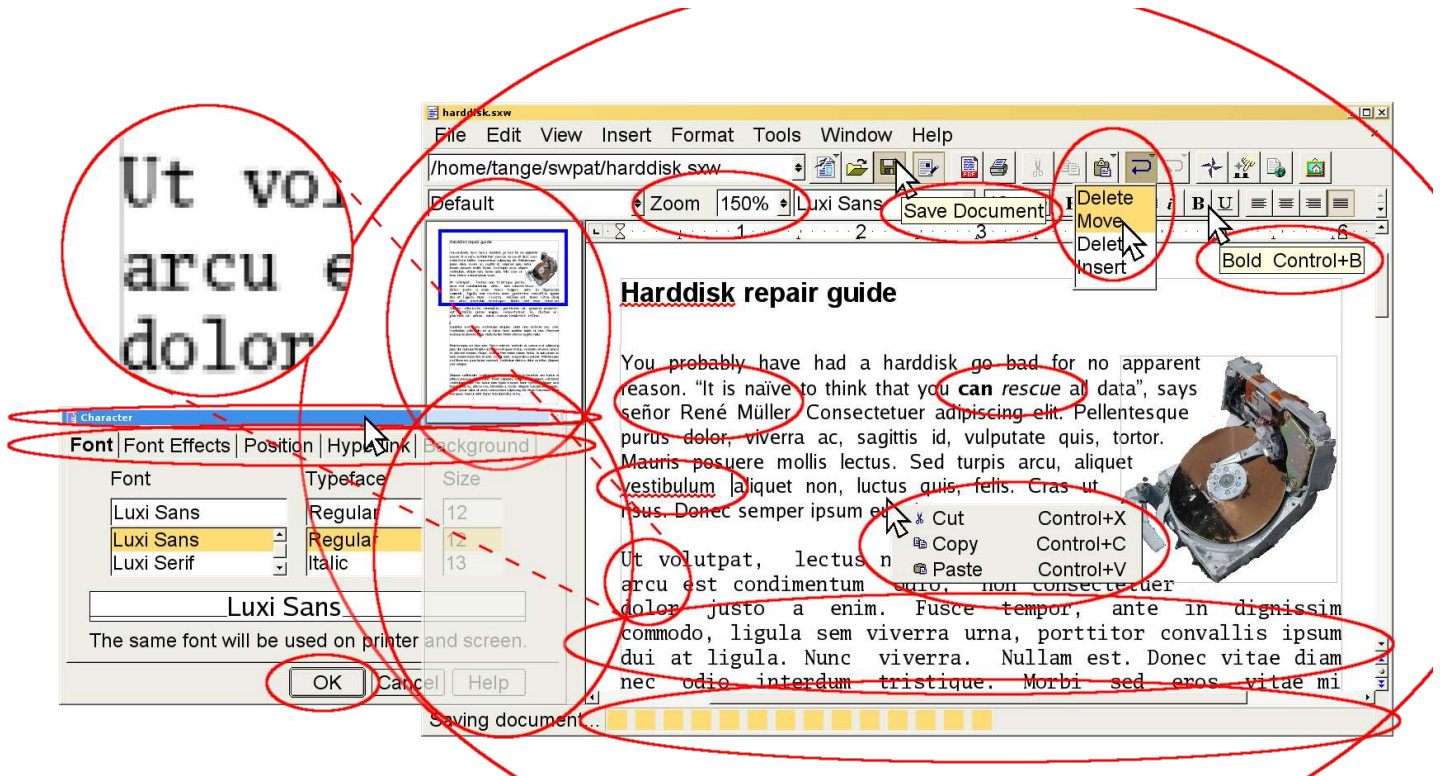 Ut vol
arcu e
dolor
harddisk.sxw
File Edit View Insert Format Tools Window Help
/home/tange/swpat/harddisk.sxw
Default
Zoom 150% Luxi Sans
Save Document
Delete
Move
Delet
Insert
B U
Bold Control+B
1 2 3 6
Harddisk repair guide
You probably have had a harddisk go bad for no apparent
reason. “It is naïve to think that you can rescue all data”, says
señor René Müller. Consectetuer adipiscing elit. Pellentesque
purus dolor, viverra ac, sagittis id, vulputate quis, tortor.
Mauris posuere mollis lectus. Sed turpis arcu, aliquet
vestibulum aliquet non, luctus quis, felis. Cras ut
risus. Donec semper ipsum
Cut Control+X
Copy Control+C
Paste Control+V
Ut volutpat, lectus
arcu est condimentum odio, non consectetuer
dolor justo a enim. Fusce tempor, ante in dignissim
commodo, ligula sem viverra urna, porttitor convallis ipsum
dui at ligula. Nunc viverra. Nullam est. Donec vitae diam
nec odio interdum tristique. Morbi sed eros vitae mi
Character
Font Font Effects Position Hyperlink Background
Font Typeface Size
Luxi Sans Regular 12
Luxi Sans Regular 12
Luxi Serif Italic 13
Luxi Sans
The same font will be used on printer and screen.
OK Cancel Help
Saving document...